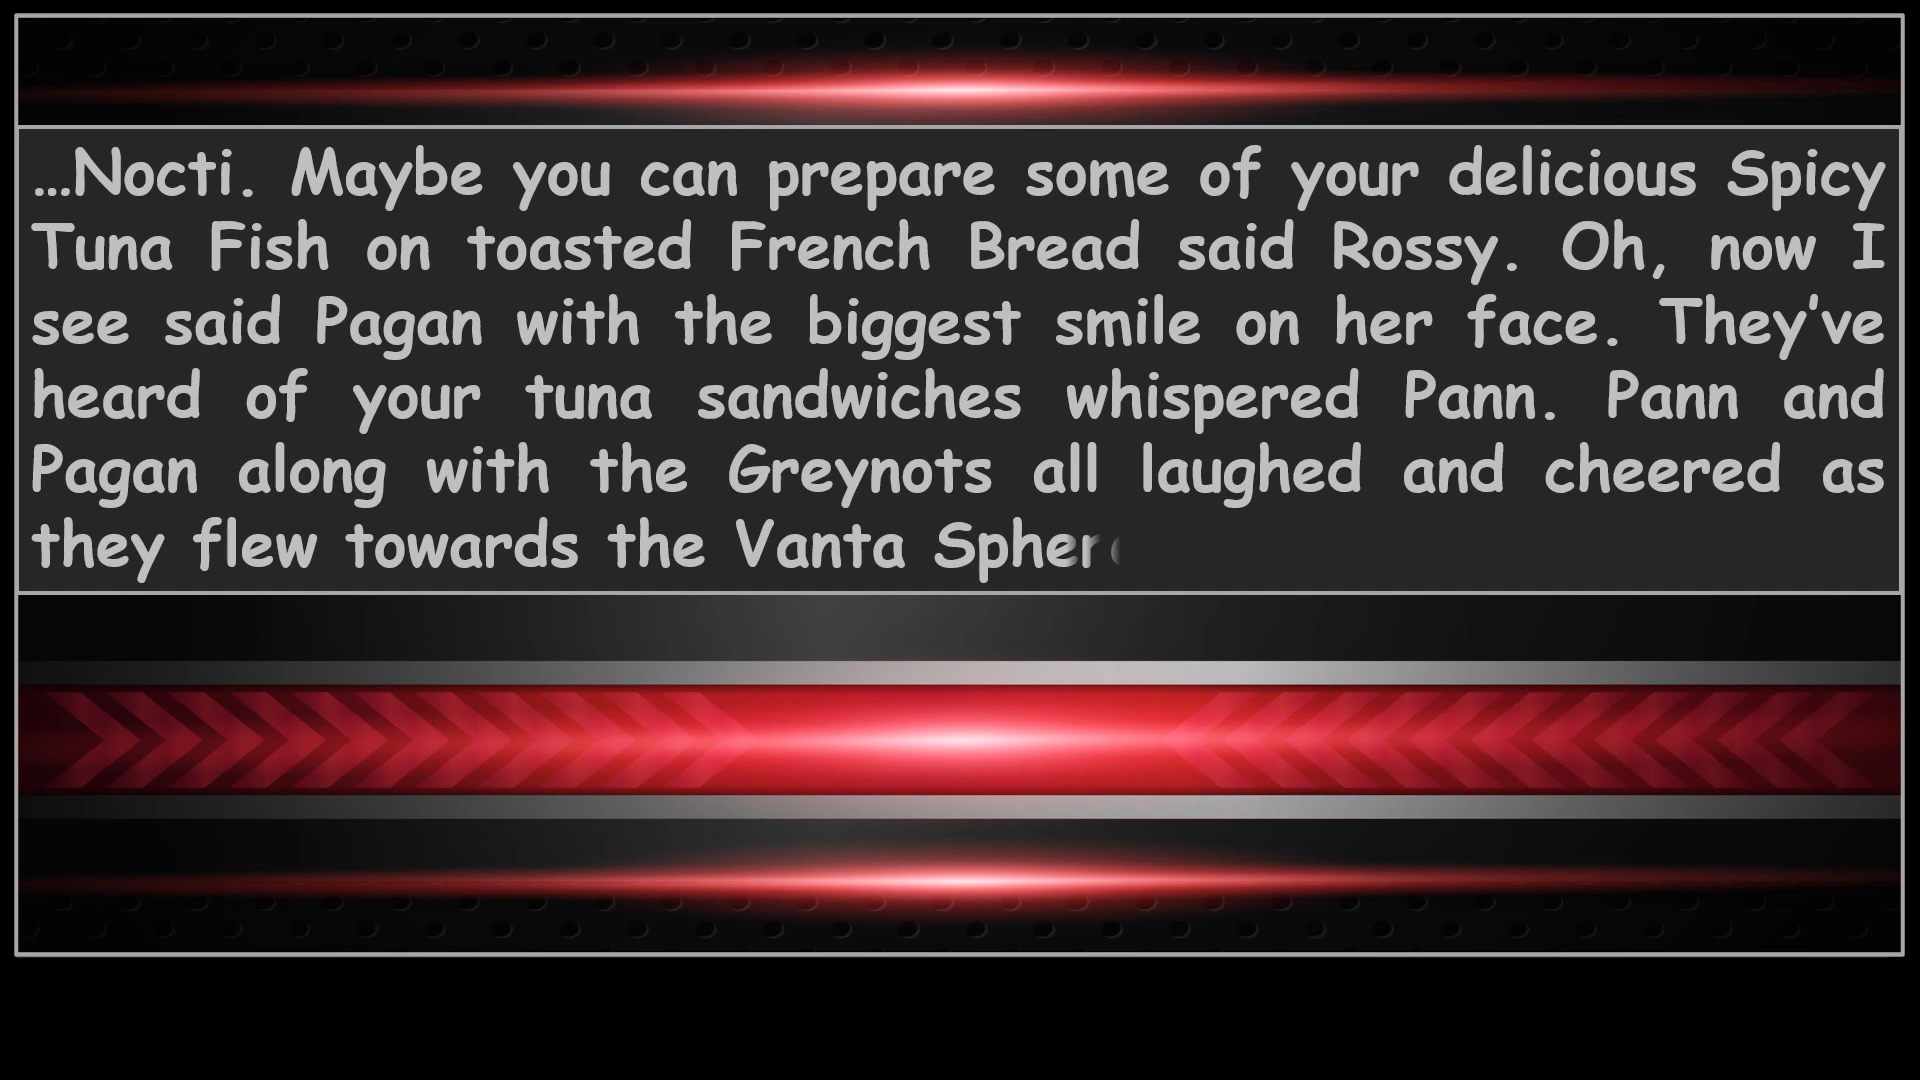 …Nocti. Maybe you can prepare some of your delicious Spicy
Tuna Fish on toasted French Bread said Rossy. Oh, now I
see said Pagan with the biggest smile on her face. They've
heard of your tuna sandwiches whispered Pann. Pann and
Pagan along with the Greynots all laughed and cheered as
they flew towards the Vanta Sphere